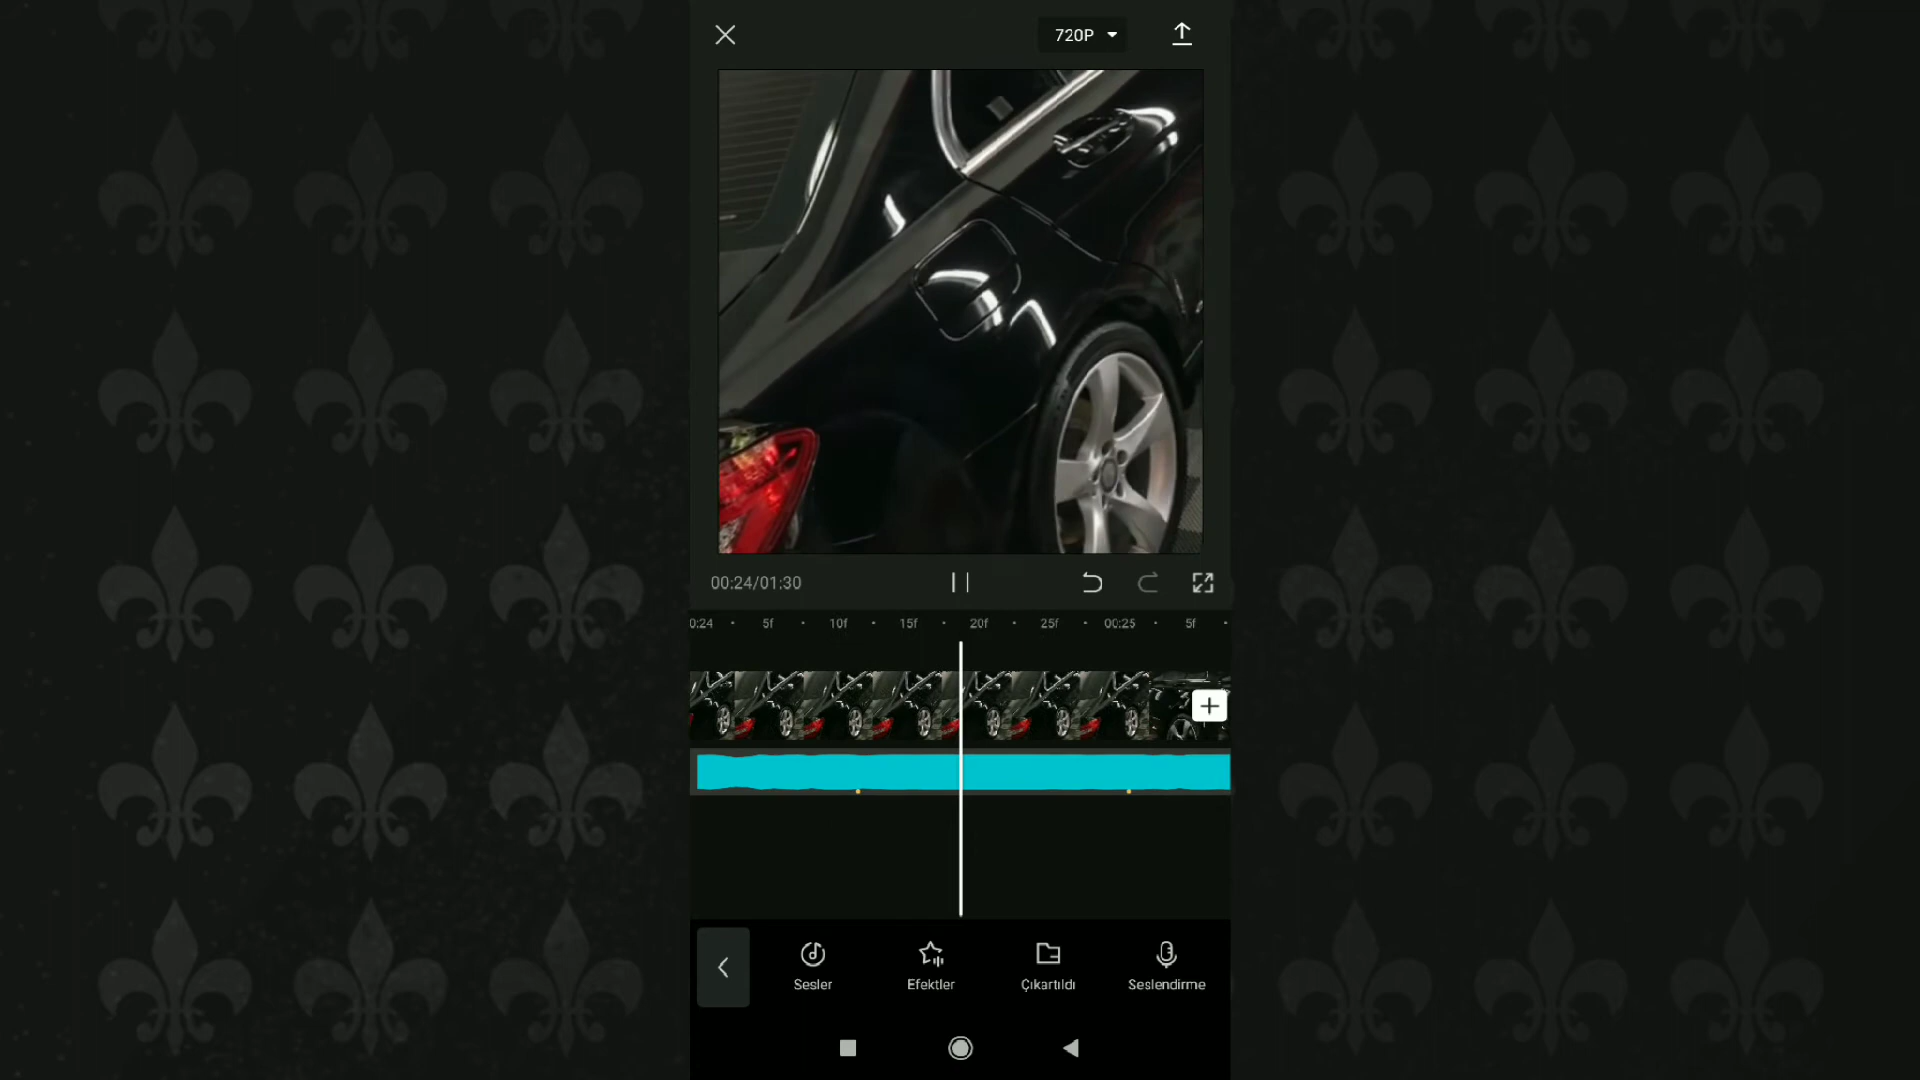 720P
00:24/01:30
0:24 5f 10f 15f 20f 25f 00:25 5f
Sesler Efektler Çıkartıldı Seslendirme